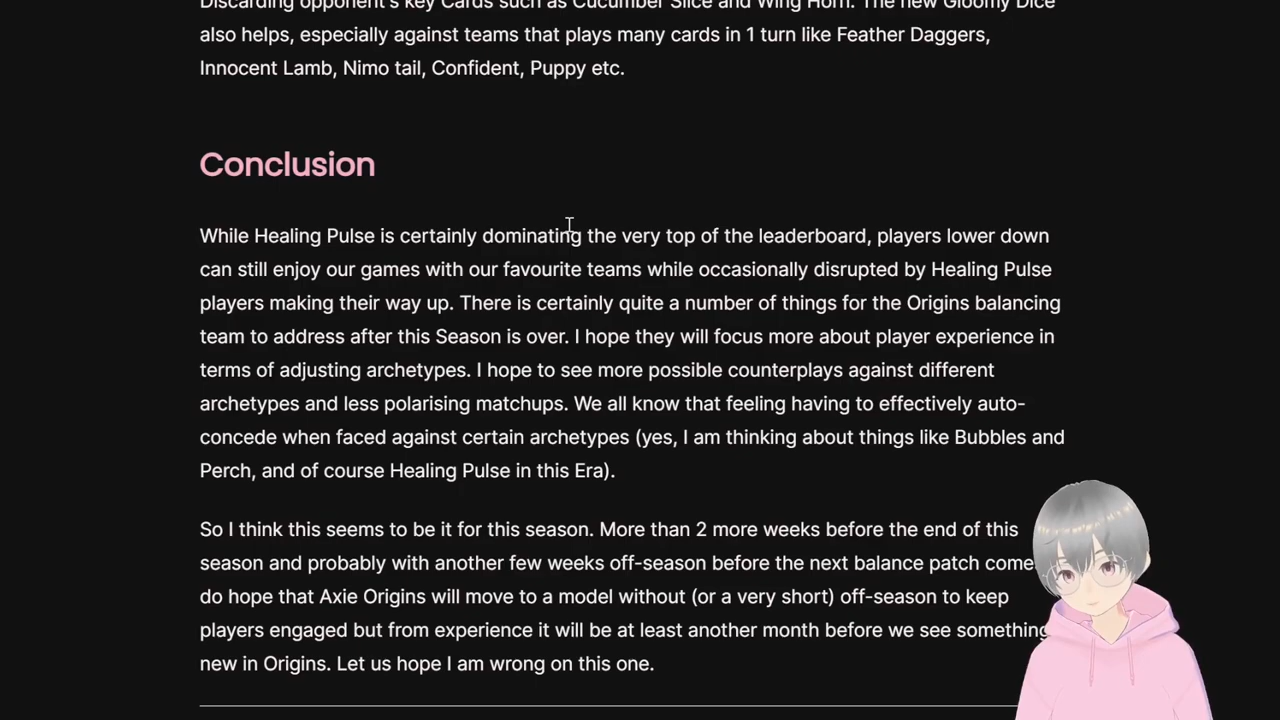 Discarding opponent's key Cards such as Cucumber Slice and Wing Horn. The new Gloomy Dice
also helps, especially against teams that plays many cards in 1 turn like Feather Daggers,
Innocent Lamb, Nimo tail, Confident, Puppy etc.
Conclusion
While Healing Pulse is certainly dominating the very top of the leaderboard, players lower down
can still enjoy our games with our favourite teams while occasionally disrupted by Healing Pulse
players making their way up. There is certainly quite a number of things for the Origins balancing
team to address after this Season is over. I hope they will focus more about player experience in
terms of adjusting archetypes. I hope to see more possible counterplays against different
archetypes and less polarising matchups. We all know that feeling having to effectively auto-
concede when faced against certain archetypes (yes, I am thinking about things like Bubbles and
Perch, and of course Healing Pulse in this Era).
So I think this seems to be it for this season. More than 2 more weeks before the end of this
season and probably with another few weeks off-season before the next balance patch come
do hope that Axie Origins will move to a model without (or a very short) off-season to keep
players engaged but from experience it will be at least another month before we see something
new in Origins. Let us hope I am wrong on this one.